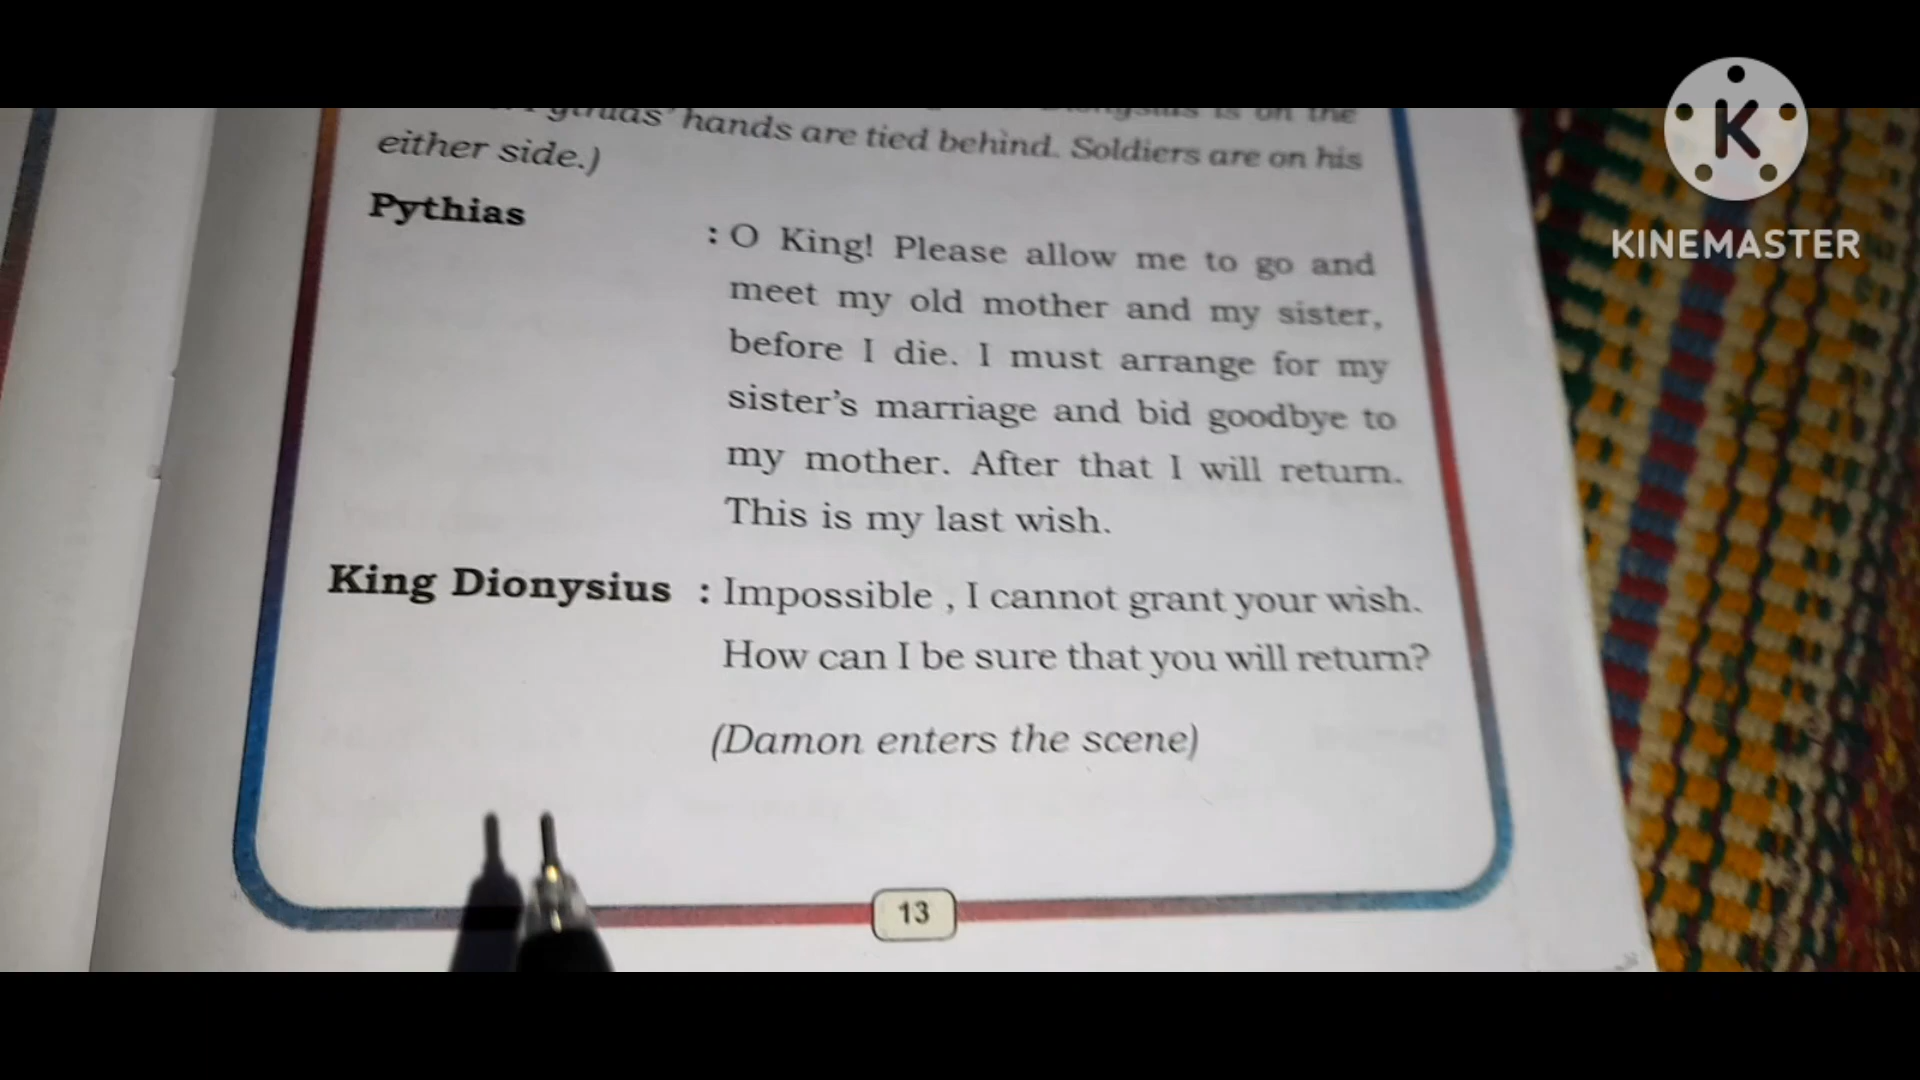 Pythias' hands are tied behind. Soldiers are on his
either side.)
Pythias
: O King! Please allow me to go and
meet my old mother and my sister,
before I die. I must arrange for my
sister's marriage and bid goodbye to
my mother. After that I will return.
This is my last wish.
King Dionysius : Impossible , I cannot grant your wish.
How can I be sure that you will return?
(Damon enters the scene)
13
K
KINEMASTER